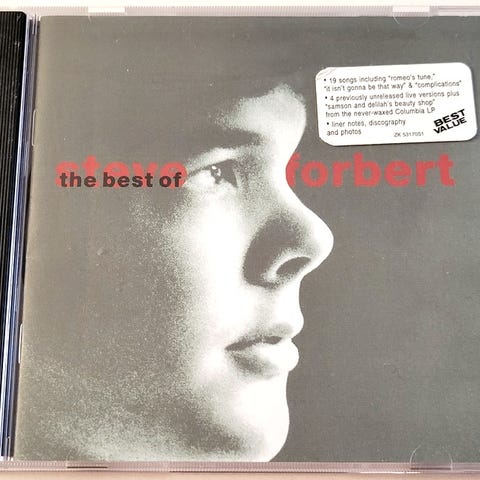 • 19 songs including "romeo's tune,"
"it isn't gonna be that way" & "complications"
• 4 previously unreleased live versions plus
"samson and delilah's beauty shop"
from the never-waxed Columbia LP
• liner notes, discography
and photos
ZK 53170S1
BEST
VALUE
steve forbert
the best of